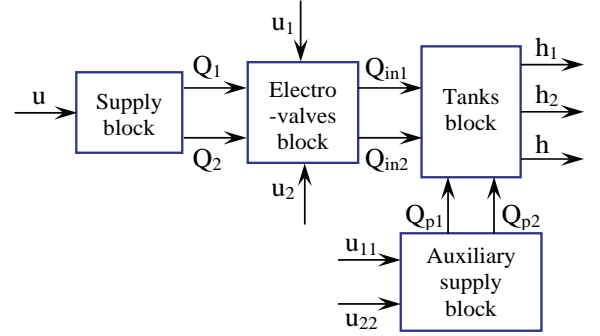 u₁
Q₁
Qᵢₙ₁
h₁
u
Supply
block
Electro
-valves
block
Tanks
block
h₂
Q₂
Qᵢₙ₂
h
u₂
Qₚ₁
Qₚ₂
u₁₁
Auxiliary
supply
block
u₂₂